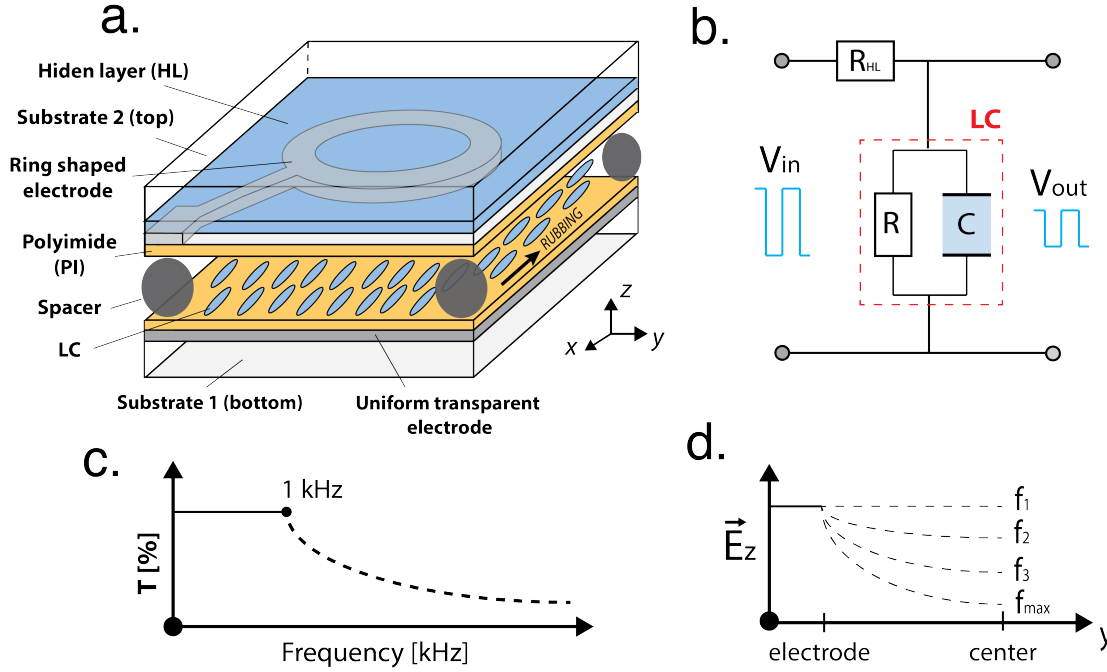 a.
Hiden layer (HL)
Substrate 2 (top)
Ring shaped
electrode
Polyimide
(PI)
Spacer
LC
RUBBING
z
y
x
Substrate 1 (bottom)
Uniform transparent
electrode
b.
RHL
LC
Vin
R
C
Vout
c.
T [%]
1 kHz
Frequency [kHz]
d.
Ez
f1
f2
f3
fmax
electrode
center
y